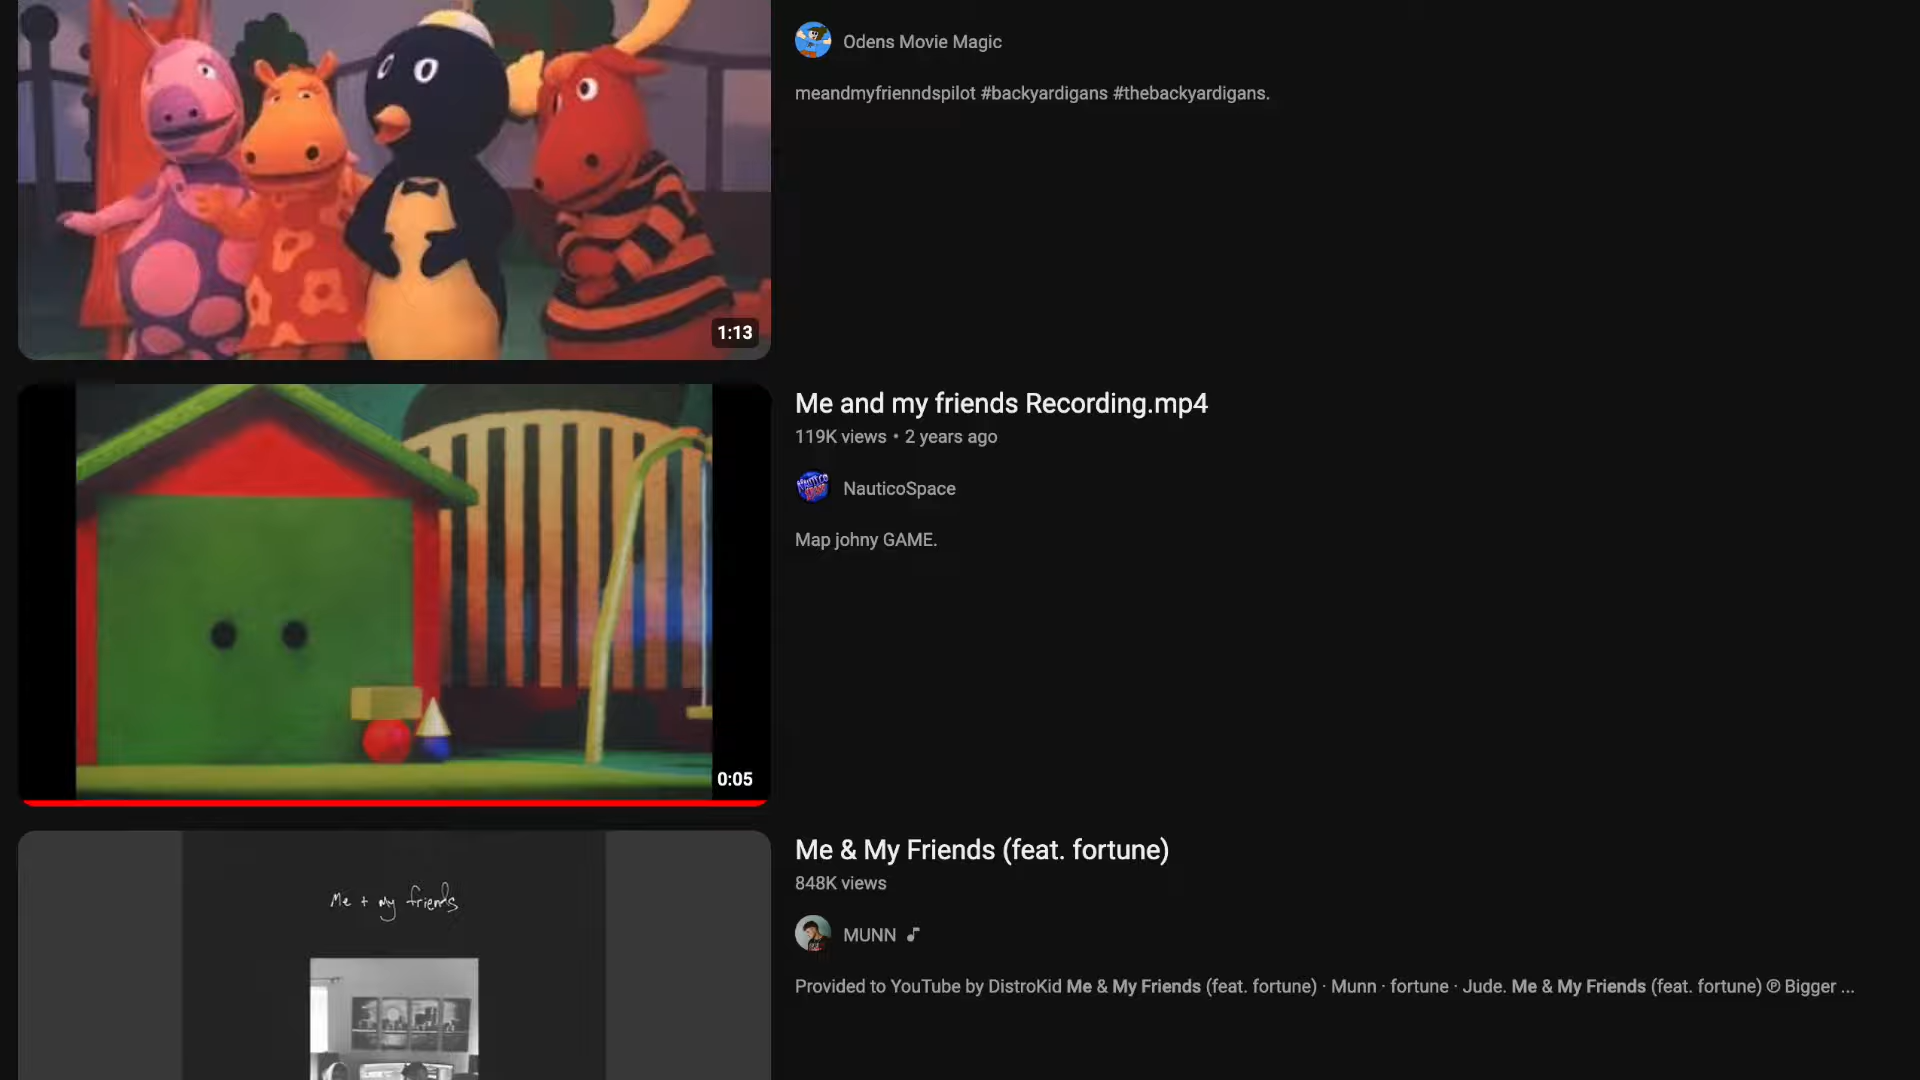 Odens Movie Magic
meandmyfrienndspilot #backyardigans #thebackyardigans.
1:13
Me and my friends Recording.mp4
119K views • 2 years ago
NauticoSpace
Map johny GAME.
0:05
Me & My Friends (feat. fortune)
848K views
MUNN
Provided to YouTube by DistroKid Me & My Friends (feat. fortune) · Munn · fortune · Jude. Me & My Friends (feat. fortune) ℗ Bigger ...
Me + my friends